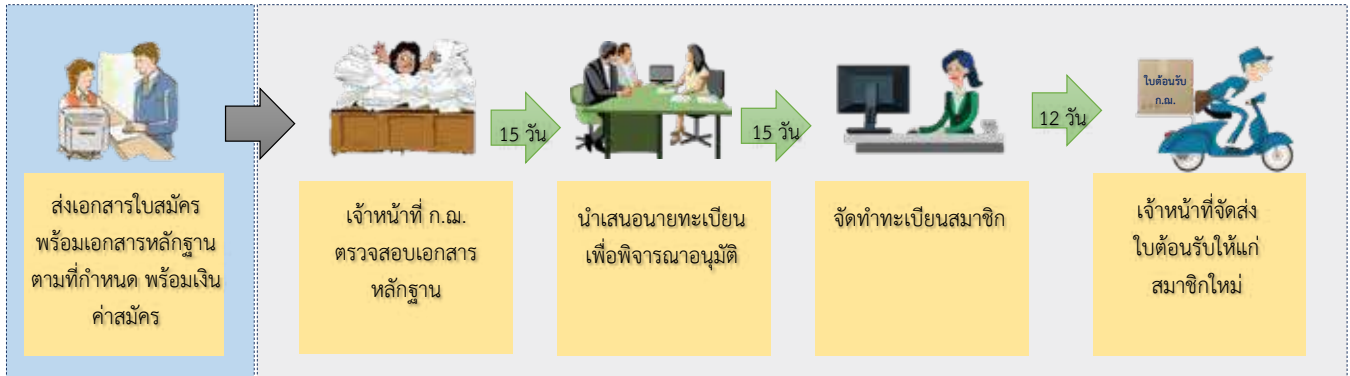 ส่งเอกสารใบสมัคร
พร้อมเอกสารหลักฐาน
ตามที่กำหนด พร้อมเงิน
ค่าสมัคร
เจ้าหน้าที่ ก.ฌ.
ตรวจสอบเอกสาร
หลักฐาน
15 วัน
นำเสนอนายทะเบียน
เพื่อพิจารณาอนุมัติ
15 วัน
จัดทำทะเบียนสมาชิก
12 วัน
ใบต้อนรับ
ก.ฌ.
เจ้าหน้าที่จัดส่ง
ใบต้อนรับให้แก่
สมาชิกใหม่